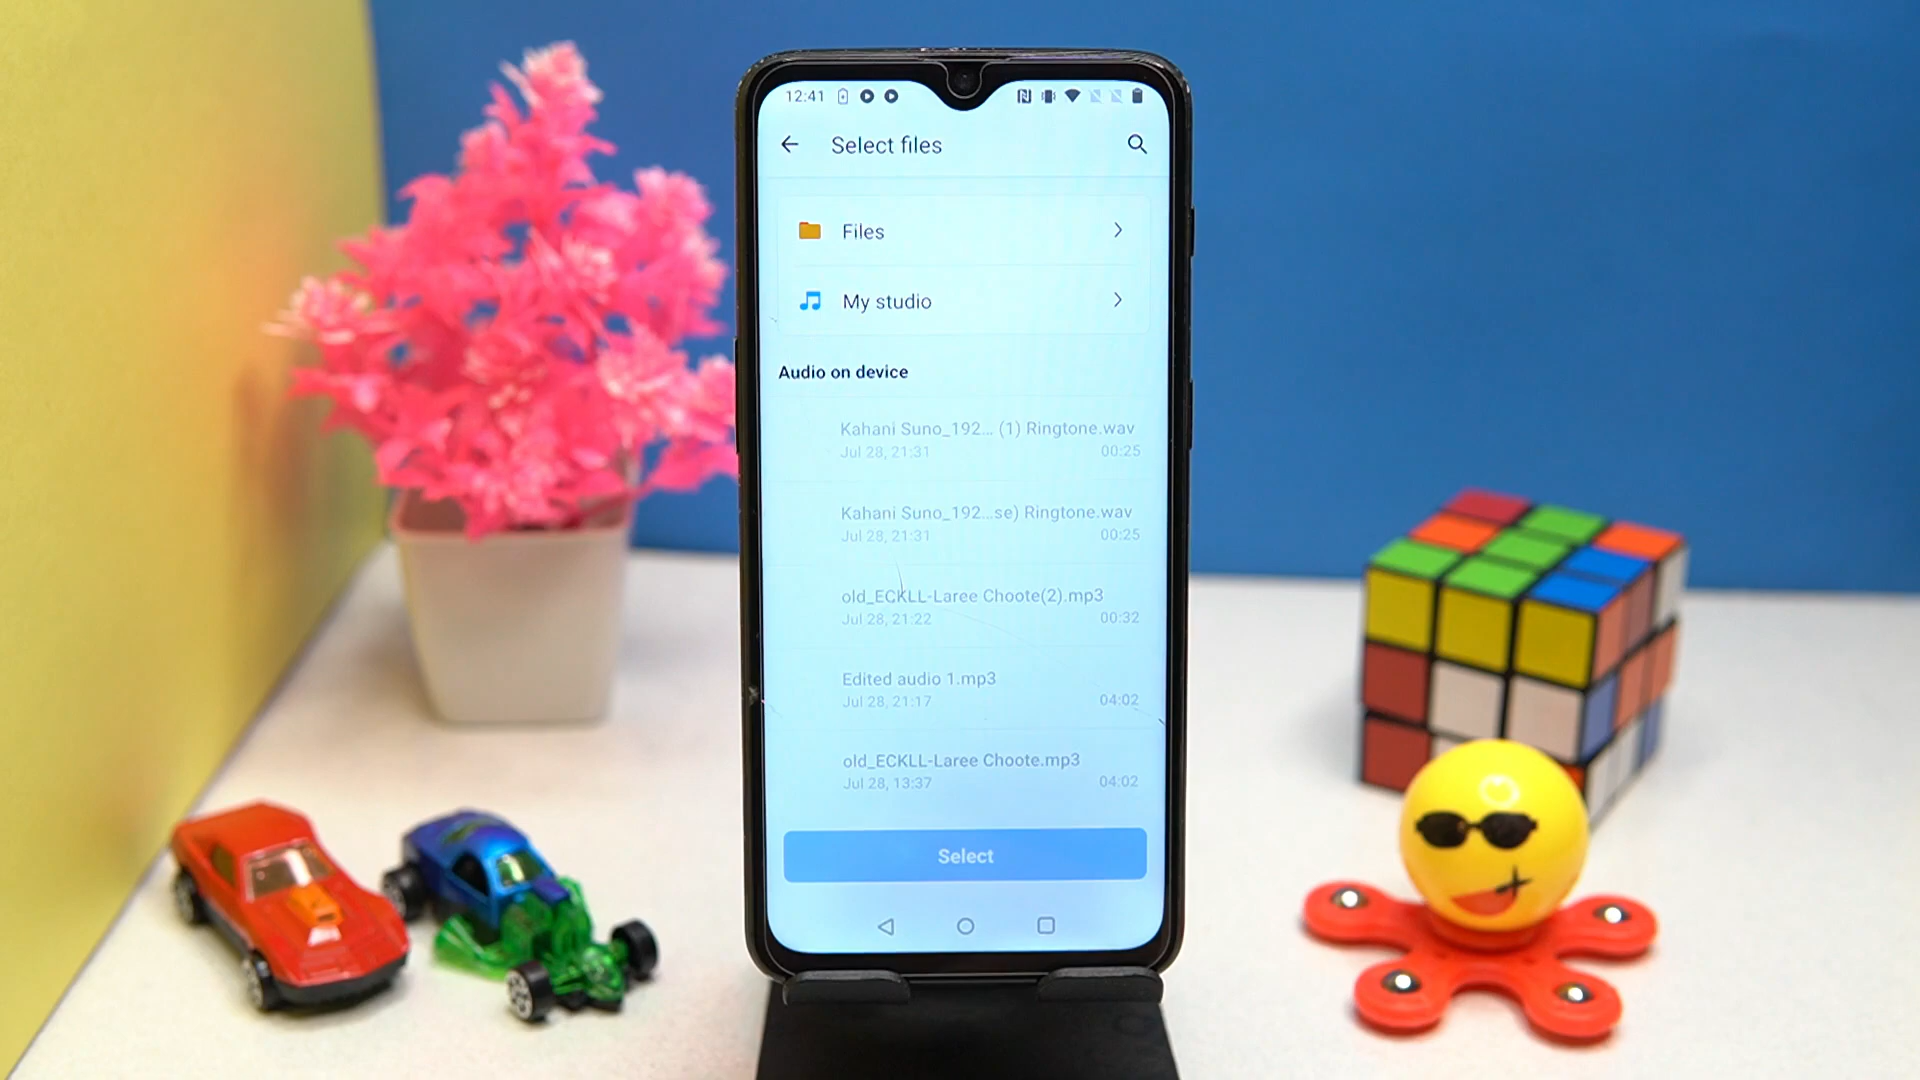 12:41
Select files
Files
My studio
Audio on device
Kahani Suno_192... (1) Ringtone.wav
Jul 28, 21:31 00:25
Kahani Suno_192...se) Ringtone.wav
Jul 28, 21:31 00:25
old_ECKLL-Laree Choote(2).mp3
Jul 28, 21:22 00:32
Edited audio 1.mp3
Jul 28, 21:17 04:02
old_ECKLL-Laree Choote.mp3
Jul 28, 13:37 04:02
Select